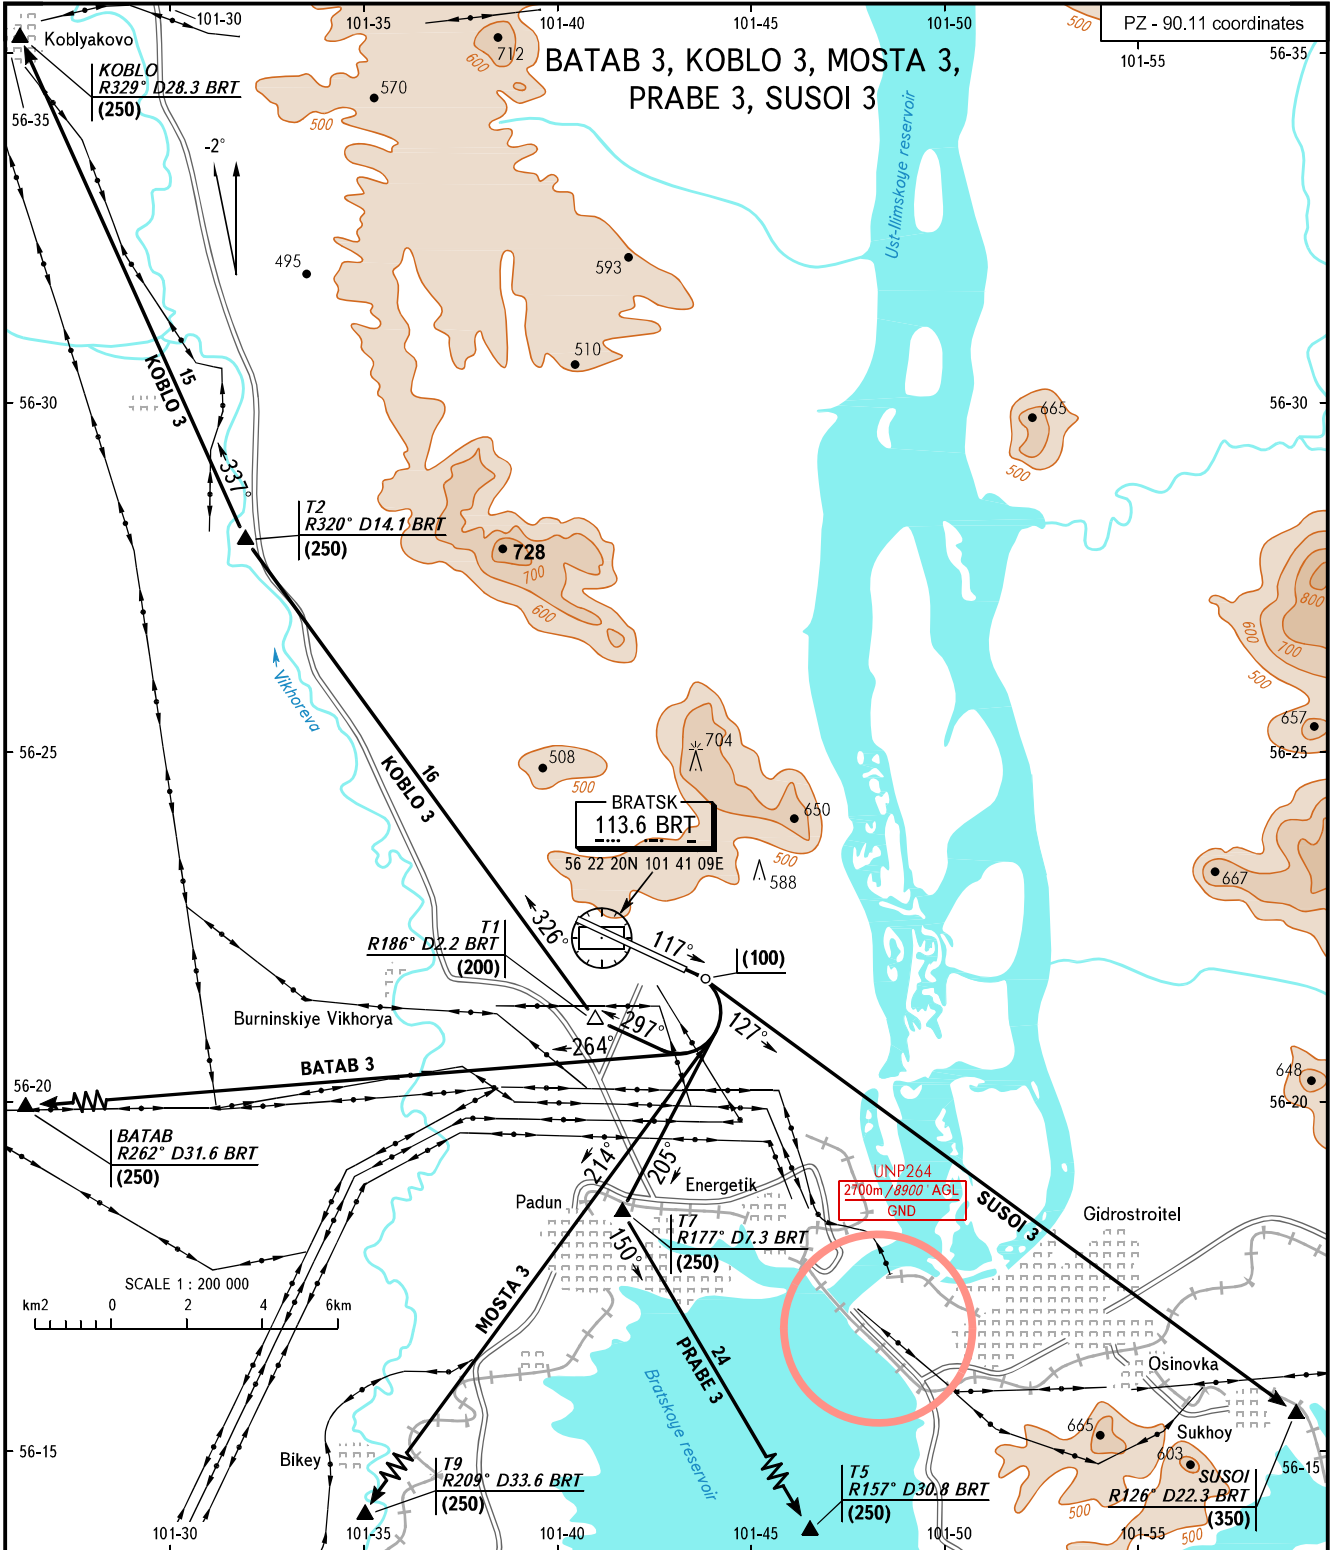 101-30
101-35
101-40
101-45
101-50
500
PZ - 90.11 coordinates
101-55
56-35
Koblyakovo
KOBLO
R329° D28.3 BRT
(250)
56-35
712
600
570
500
BATAB 3, KOBLO 3, MOSTA 3,
PRABE 3, SUSOI 3
-2°
Ust-Ilimskoye reservoir
495
593
510
15
KOBLO 3
56-30
56-30
665
500
337°
T2
R320° D14.1 BRT
(250)
728
700
600
800
600
700
500
Vikhoreva
657
56-25
56-25
704
508
500
16
KOBLO 3
BRATSK
113.6 BRT
56 22 20N 101 41 09E
650
500
588
667
326°
T1
R186° D2.2 BRT
(200)
117°
(100)
Burninskiye Vikhorya
297°
127°
264°
BATAB 3
56-20
648
56-20
BATAB
R262° D31.6 BRT
(250)
214°
205°
Padun
Energetik
UNP264
2700m/8900' AGL
GND
SUSOI 3
Gidrostroitel
T7
R177° D7.3 BRT
(250)
150°
SCALE 1 : 200 000
km2 0 2 4 6km
MOSTA 3
24
PRABE 3
Osinovka
Bratskoye reservoir
665
Sukhoy
603
56-15
Bikey
T9
R209° D33.6 BRT
(250)
T5
R157° D30.8 BRT
(250)
SUSOI
R126° D22.3 BRT
(350)
56-15
500
500
101-30
101-35
101-40
101-45
101-50
101-55